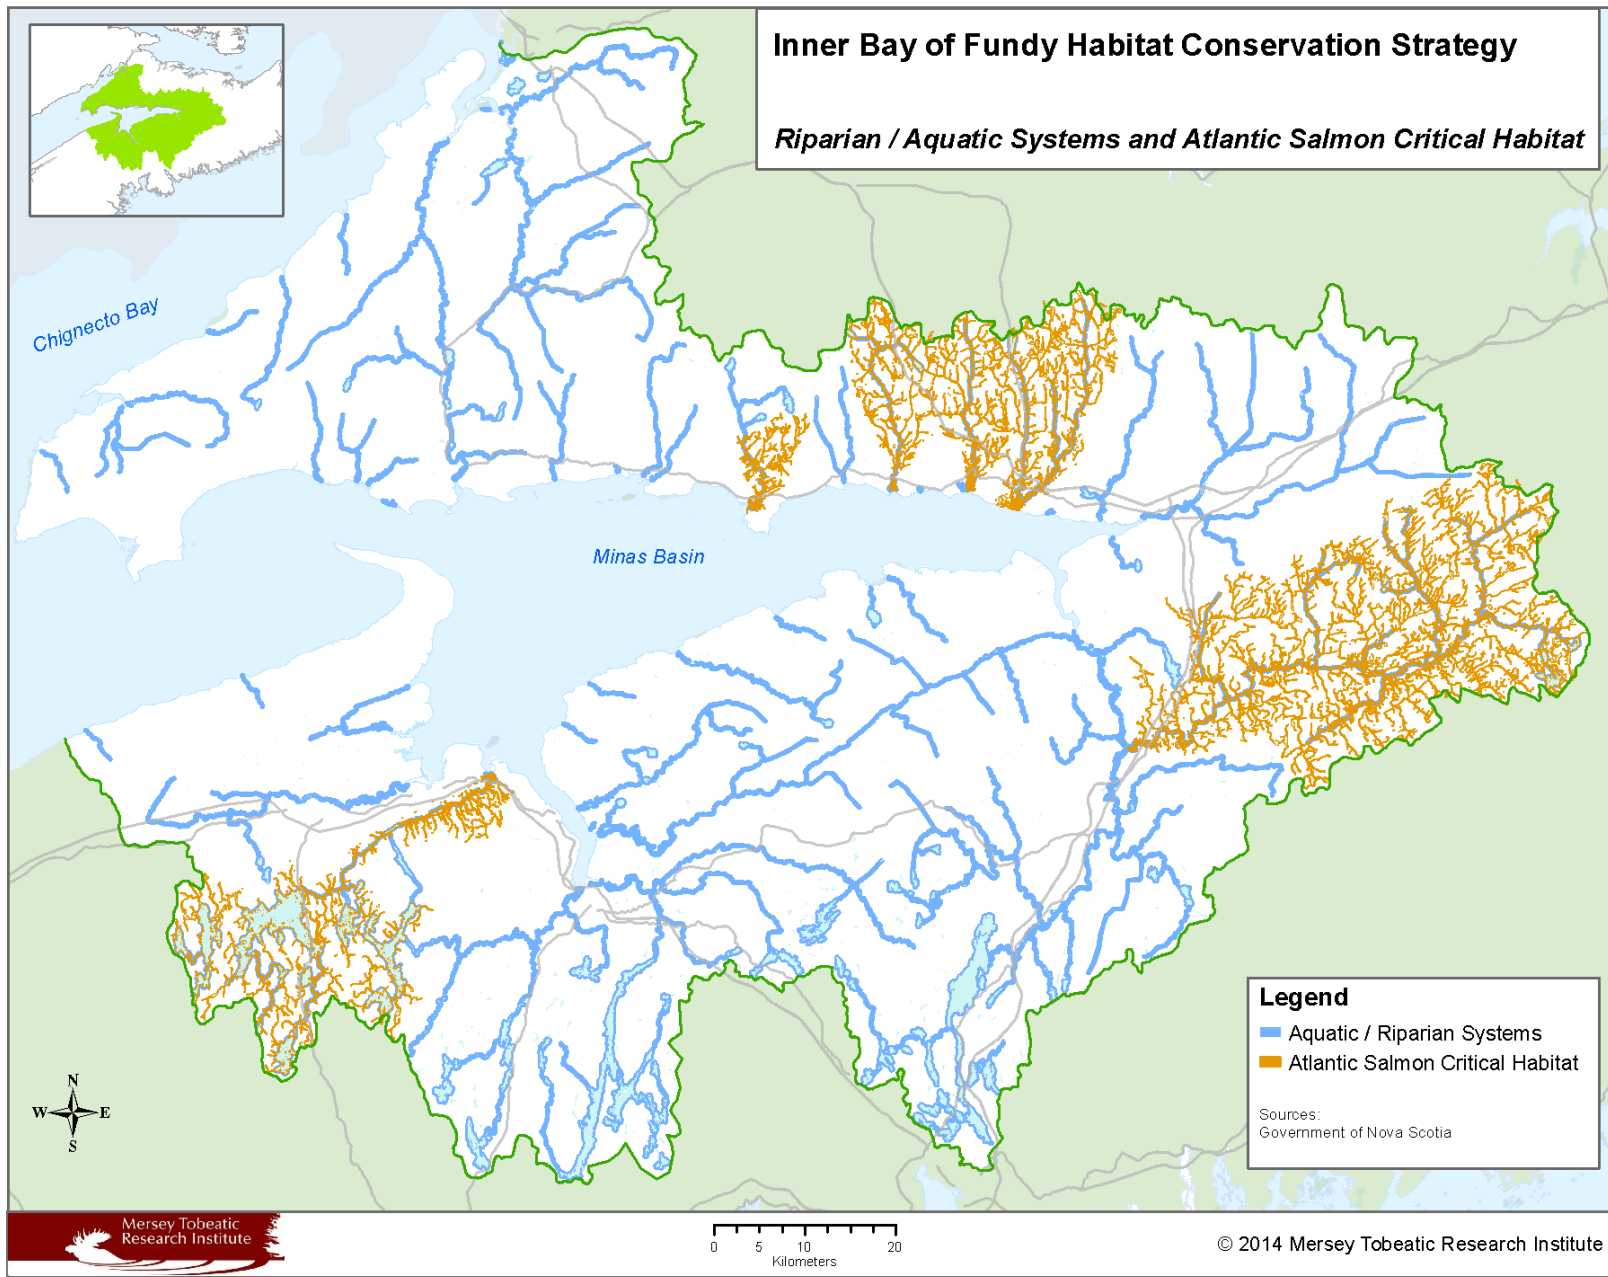 Inner Bay of Fundy Habitat Conservation Strategy
Riparian / Aquatic Systems and Atlantic Salmon Critical Habitat
Chignecto Bay
Minas Basin
Legend
Aquatic / Riparian Systems
Atlantic Salmon Critical Habitat
Sources:
Government of Nova Scotia
N
W E
S
Mersey Tobeatic
Research Institute
0 5 10 20
Kilometers
© 2014 Mersey Tobeatic Research Institute